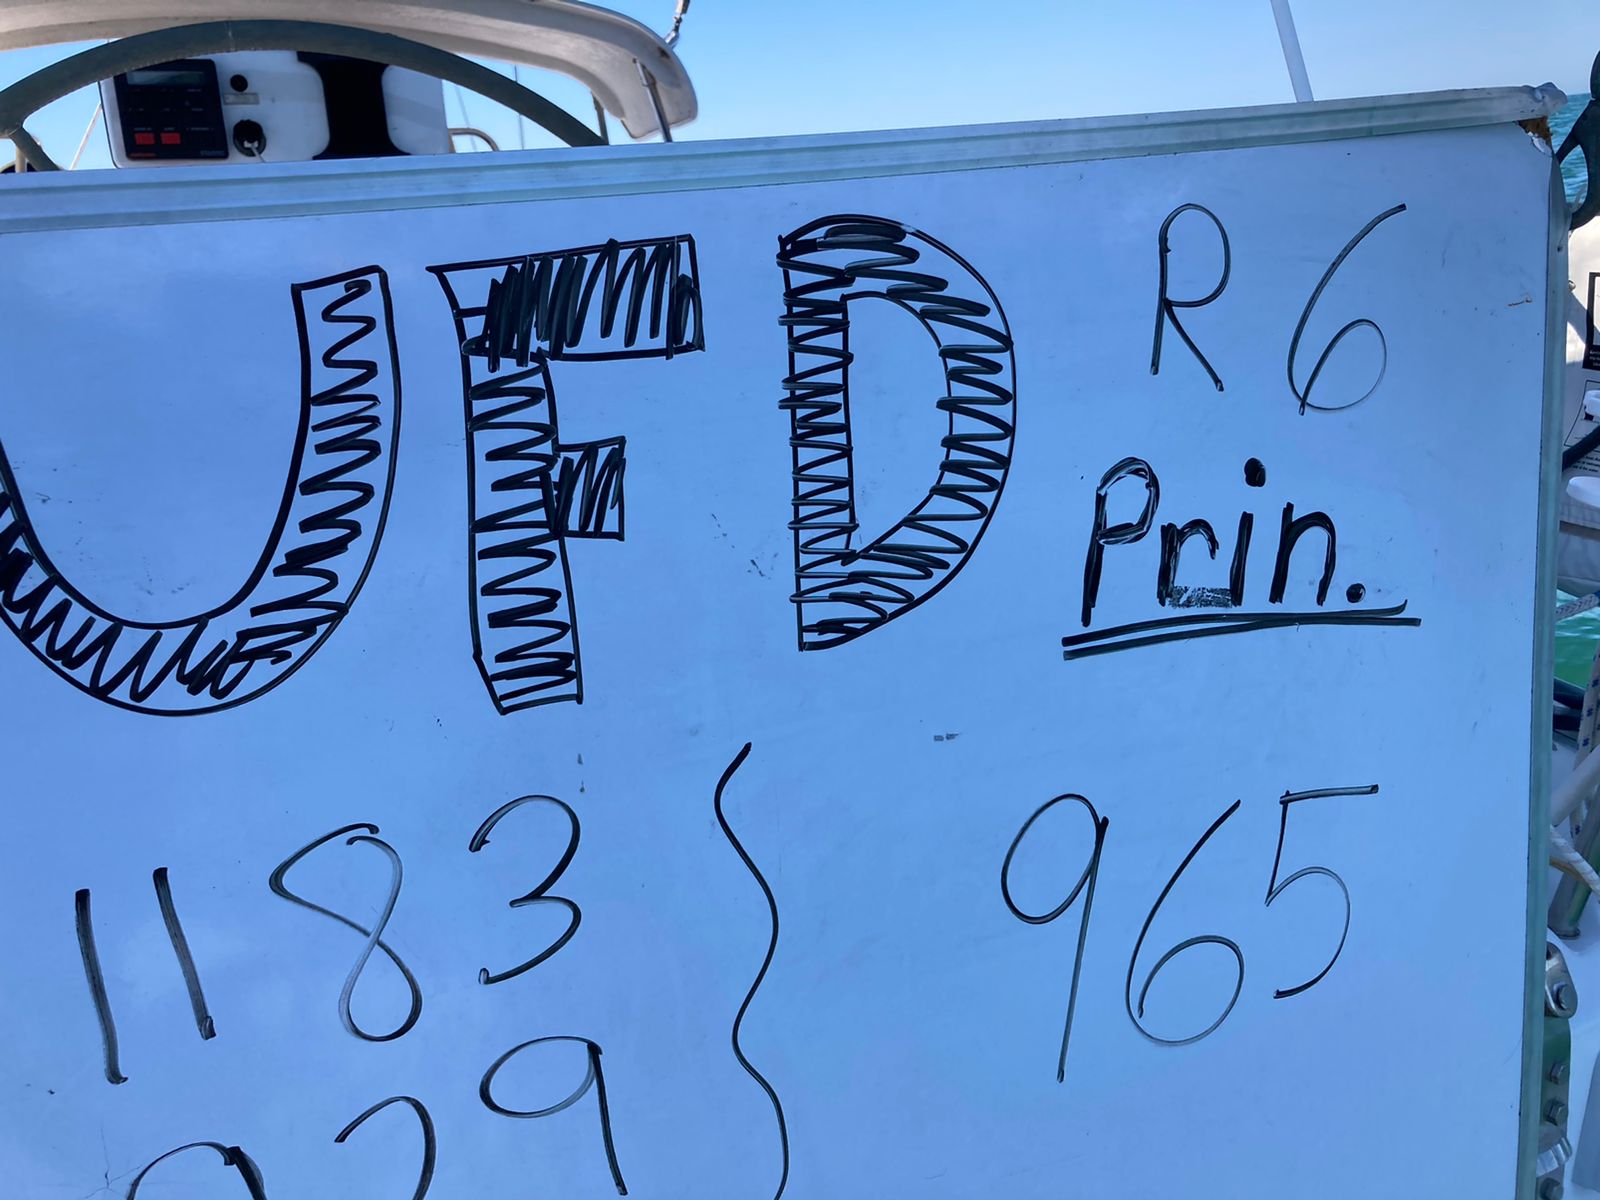 UFD R6
Prin.
1183 965